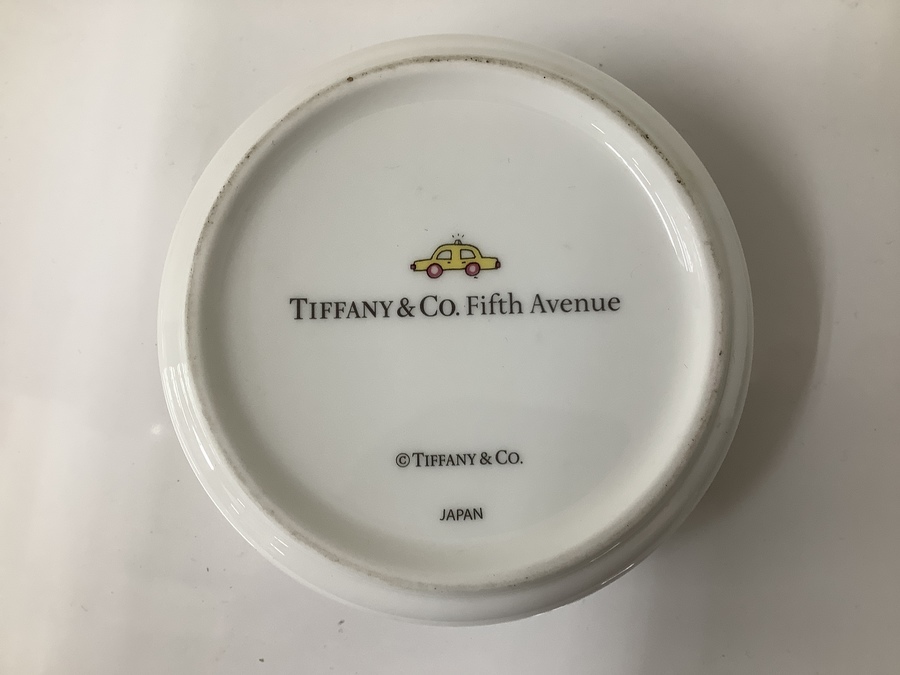 TIFFANY & CO. Fifth Avenue
© TIFFANY & CO.
JAPAN